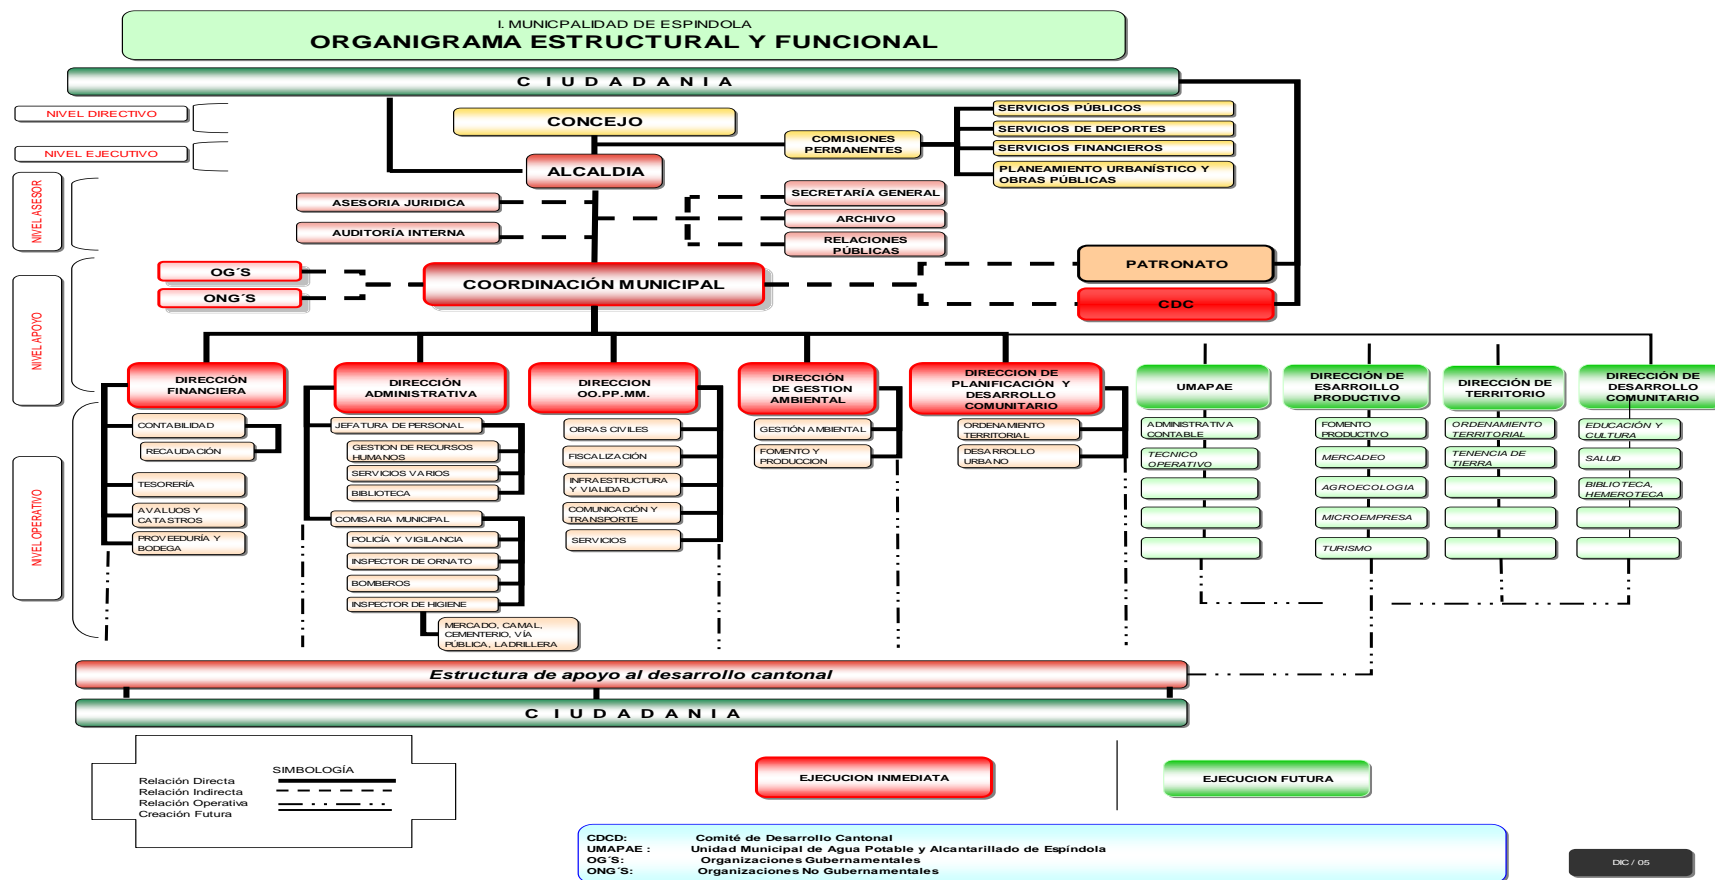 I. MUNICPALIDAD DE ESPINDOLA
ORGANIGRAMA ESTRUCTURAL Y FUNCIONAL
C I U D A D A N I A
NIVEL DIRECTIVO
NIVEL EJECUTIVO
NIVEL ASESOR
NIVEL APOYO
NIVEL OPERATIVO
CONCEJO
ALCALDIA
COMISIONES
PERMANENTES
SERVICIOS PÚBLICOS
SERVICIOS DE DEPORTES
SERVICIOS FINANCIEROS
PLANEAMIENTO URBANÍSTICO Y
OBRAS PÚBLICAS
ASESORIA JURIDICA
AUDITORÍA INTERNA
SECRETARÍA GENERAL
ARCHIVO
RELACIONES
PÚBLICAS
OG´S
ONG´S
COORDINACIÓN MUNICIPAL
PATRONATO
CDC
DIRECCIÓN
FINANCIERA
CONTABILIDAD
RECAUDACIÓN
TESORERÍA
AVALUOS Y
CATASTROS
PROVEEDURÍA Y
BODEGA
DIRECCIÓN
ADMINISTRATIVA
JEFATURA DE PERSONAL
GESTION DE RECURSOS
HUMANOS
SERVICIOS VARIOS
BIBLIOTECA
COMISARIA MUNICIPAL
POLICÍA Y VIGILANCIA
INSPECTOR DE ORNATO
BOMBEROS
INSPECTOR DE HIGIENE
MERCADO, CAMAL,
CEMENTERIO, VÍA
PÚBLICA, LADRILLERA
DIRECCION
OO.PP.MM.
OBRAS CIVILES
FISCALIZACIÓN
INFRAESTRUCTURA
Y VIALIDAD
COMUNICACIÓN Y
TRANSPORTE
SERVICIOS
DIRECCIÓN
DE GESTION
AMBIENTAL
GESTIÓN AMBIENTAL
FOMENTO Y
PRODUCCION
DIRECCION DE
PLANIFICACIÓN Y
DESARROLLO
COMUNITARIO
ORDENAMIENTO
TERRITORIAL
DESARROLLO
URBANO
UMAPAE
ADMINISTRATIVA
CONTABLE
TECNICO
OPERATIVO
DIRECCIÓN DE
ESARROILLO
PRODUCTIVO
FOMENTO
PRODUCTIVO
MERCADEO
AGROECOLOGIA
MICROEMPRESA
TURISMO
DIRECCIÓN DE
TERRITORIO
ORDENAMIENTO
TERRITORIAL
TENENCIA DE
TIERRA
DIRECCIÓN DE
DESARROLLO
COMUNITARIO
EDUCACIÓN Y
CULTURA
SALUD
BIBLIOTECA,
HEMEROTECA
Estructura de apoyo al desarrollo cantonal
C I U D A D A N I A
SIMBOLOGÍA
Relación Directa
Relación Indirecta
Relación Operativa
Creación Futura
EJECUCION INMEDIATA
EJECUCION FUTURA
CDCD: Comité de Desarrollo Cantonal
UMAPAE : Unidad Municipal de Agua Potable y Alcantarillado de Espíndola
OG´S: Organizaciones Gubernamentales
ONG´S: Organizaciones No Gubernamentales
DIC / 05